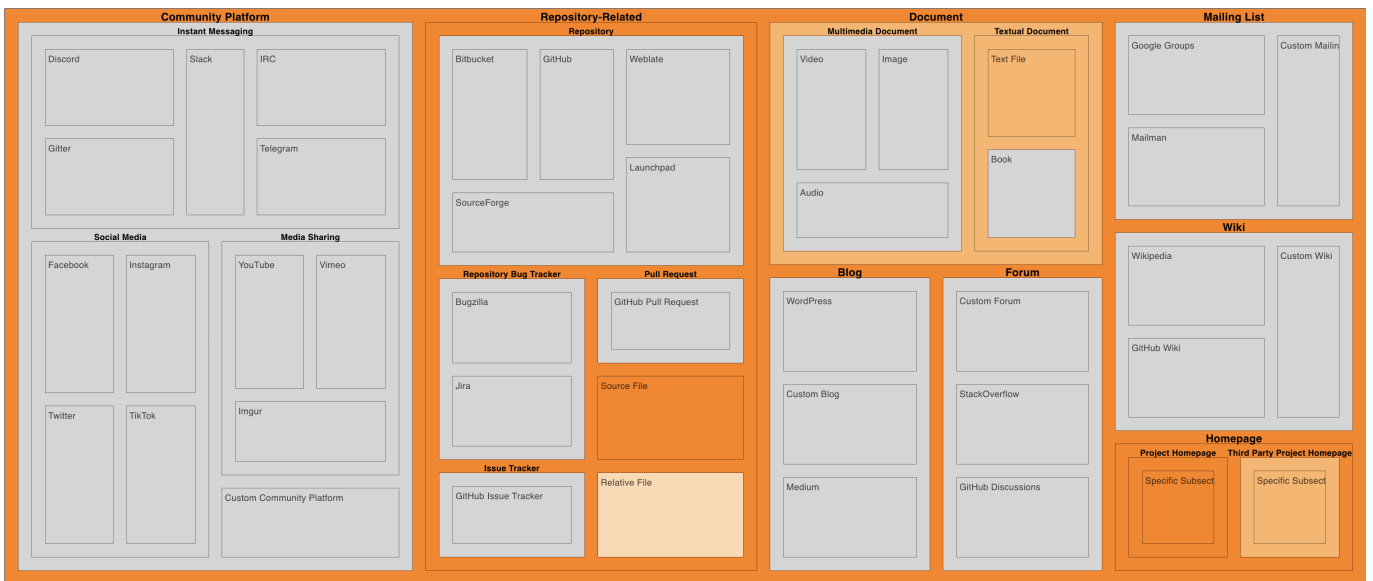 Community Platform
Instant Messaging
Discord
Slack
IRC
Gitter
Telegram
Social Media
Facebook
Instagram
Twitter
TikTok
Media Sharing
YouTube
Vimeo
Imgur
Custom Community Platform
Repository-Related
Repository
Bitbucket
GitHub
Weblate
Launchpad
SourceForge
Repository Bug Tracker
Bugzilla
Jira
Pull Request
GitHub Pull Request
Source File
Issue Tracker
GitHub Issue Tracker
Relative File
Document
Multimedia Document
Video
Image
Audio
Textual Document
Text File
Book
Blog
WordPress
Custom Blog
Medium
Forum
Custom Forum
StackOverflow
GitHub Discussions
Mailing List
Google Groups
Custom Mailin
Mailman
Wiki
Wikipedia
Custom Wiki
GitHub Wiki
Homepage
Project Homepage
Specific Subsect
Third Party Project Homepage
Specific Subsect